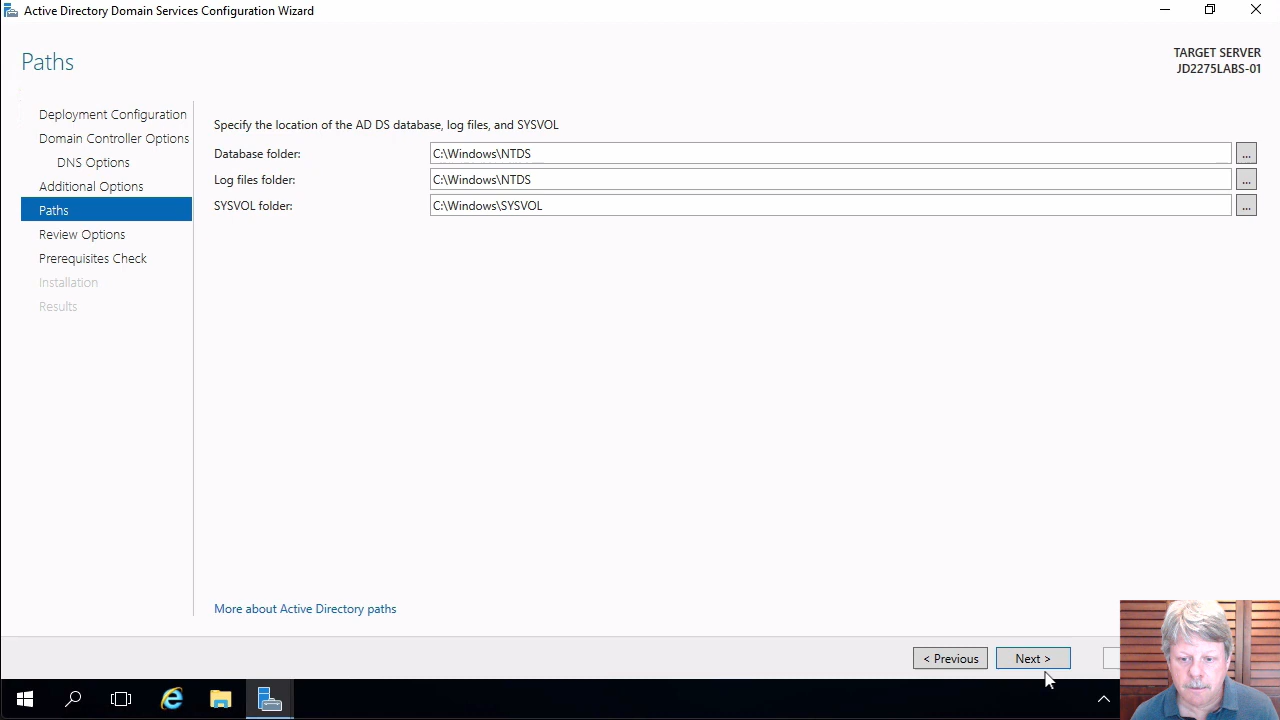 Active Directory Domain Services Configuration Wizard
Paths
TARGET SERVER
JD2275LABS-01
Deployment Configuration
Domain Controller Options
DNS Options
Additional Options
Paths
Review Options
Prerequisites Check
Installation
Results
Specify the location of the AD DS database, log files, and SYSVOL
Database folder: C:\Windows\NTDS ...
Log files folder: C:\Windows\NTDS ...
SYSVOL folder: C:\Windows\SYSVOL ...
More about Active Directory paths
< Previous Next >